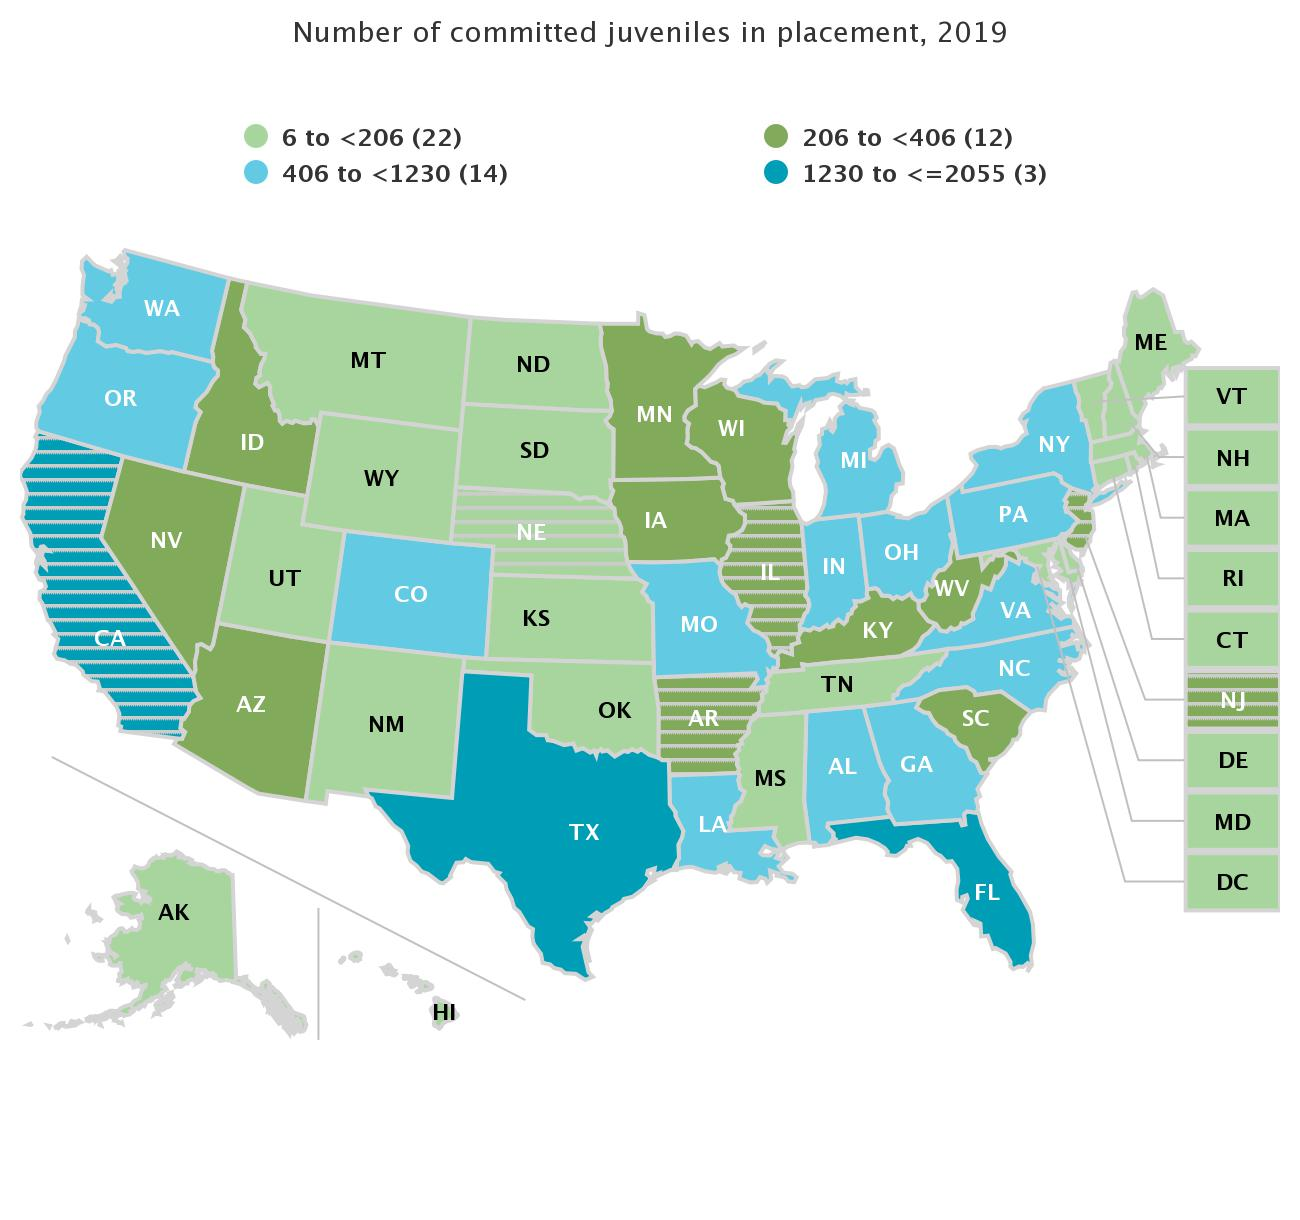 Number of committed juveniles in placement, 2019
6 to <206 (22)
206 to <406 (12)
406 to <1230 (14)
1230 to <=2055 (3)
WA
ME
MT
ND
VT
OR
MN
WI
ID
NY
SD
NH
MI
WY
PA
MA
IA
NE
NV
OH
IN
IL
UT
RI
WV
CO
VA
KS
MO
KY
CA
CT
NC
TN
NJ
AZ
OK
AR
SC
NM
DE
GA
AL
MS
MD
LA
TX
DC
FL
AK
HI